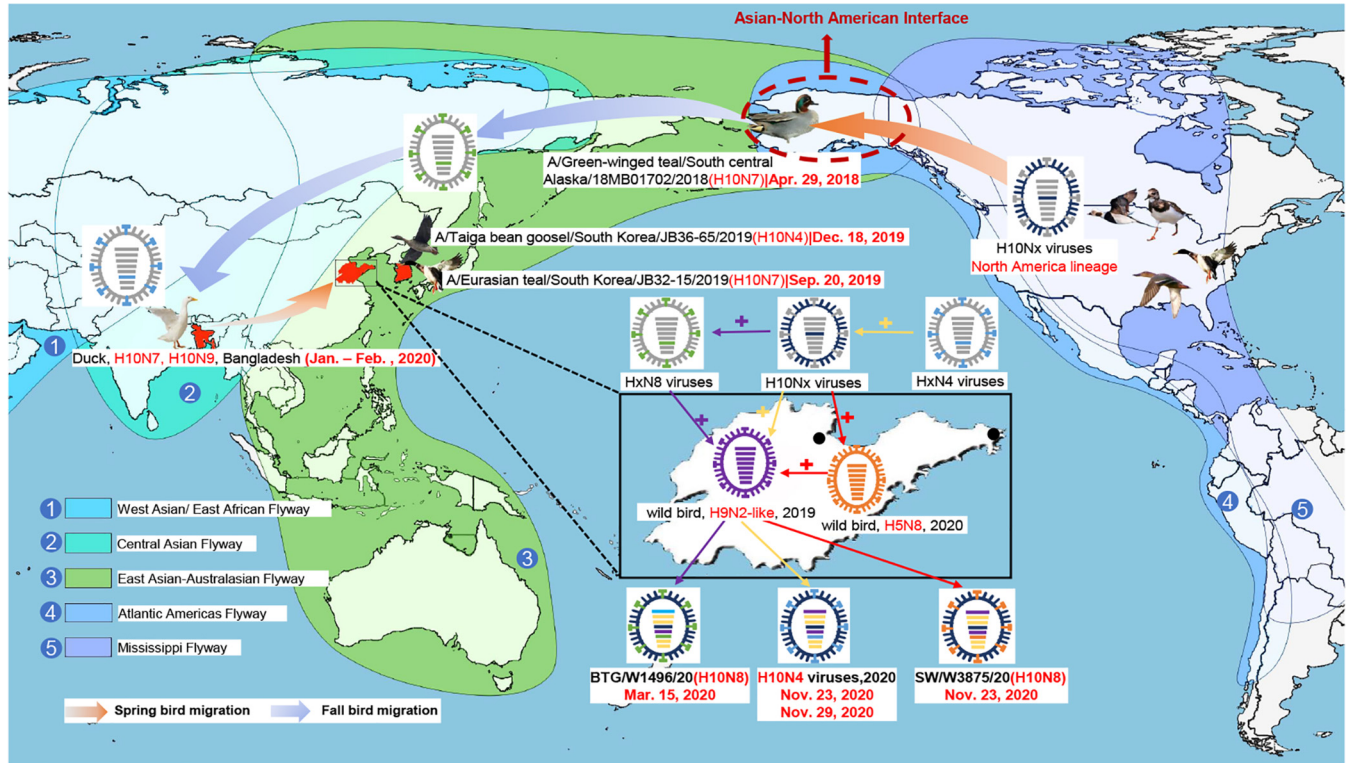 Asian-North American Interface
A/Green-winged teal/South central
Alaska/18MB01702/2018(H10N7)|Apr. 29, 2018
H10Nx viruses
North America lineage
A/Taiga bean goosel/South Korea/JB36-65/2019(H10N4)|Dec. 18, 2019
A/Eurasian teal/South Korea/JB32-15/2019(H10N7)|Sep. 20, 2019
1
Duck, H10N7, H10N9, Bangladesh (Jan. – Feb. , 2020)
2
+
+
HxN8 viruses
H10Nx viruses
HxN4 viruses
+
+
+
+
wild bird, H9N2-like, 2019
wild bird, H5N8, 2020
4
5
3
1 West Asian/ East African Flyway
2 Central Asian Flyway
3 East Asian-Australasian Flyway
4 Atlantic Americas Flyway
5 Mississippi Flyway
BTG/W1496/20(H10N8)
Mar. 15, 2020
H10N4 viruses,2020
Nov. 23, 2020
Nov. 29, 2020
SW/W3875/20(H10N8)
Nov. 23, 2020
Spring bird migration
Fall bird migration